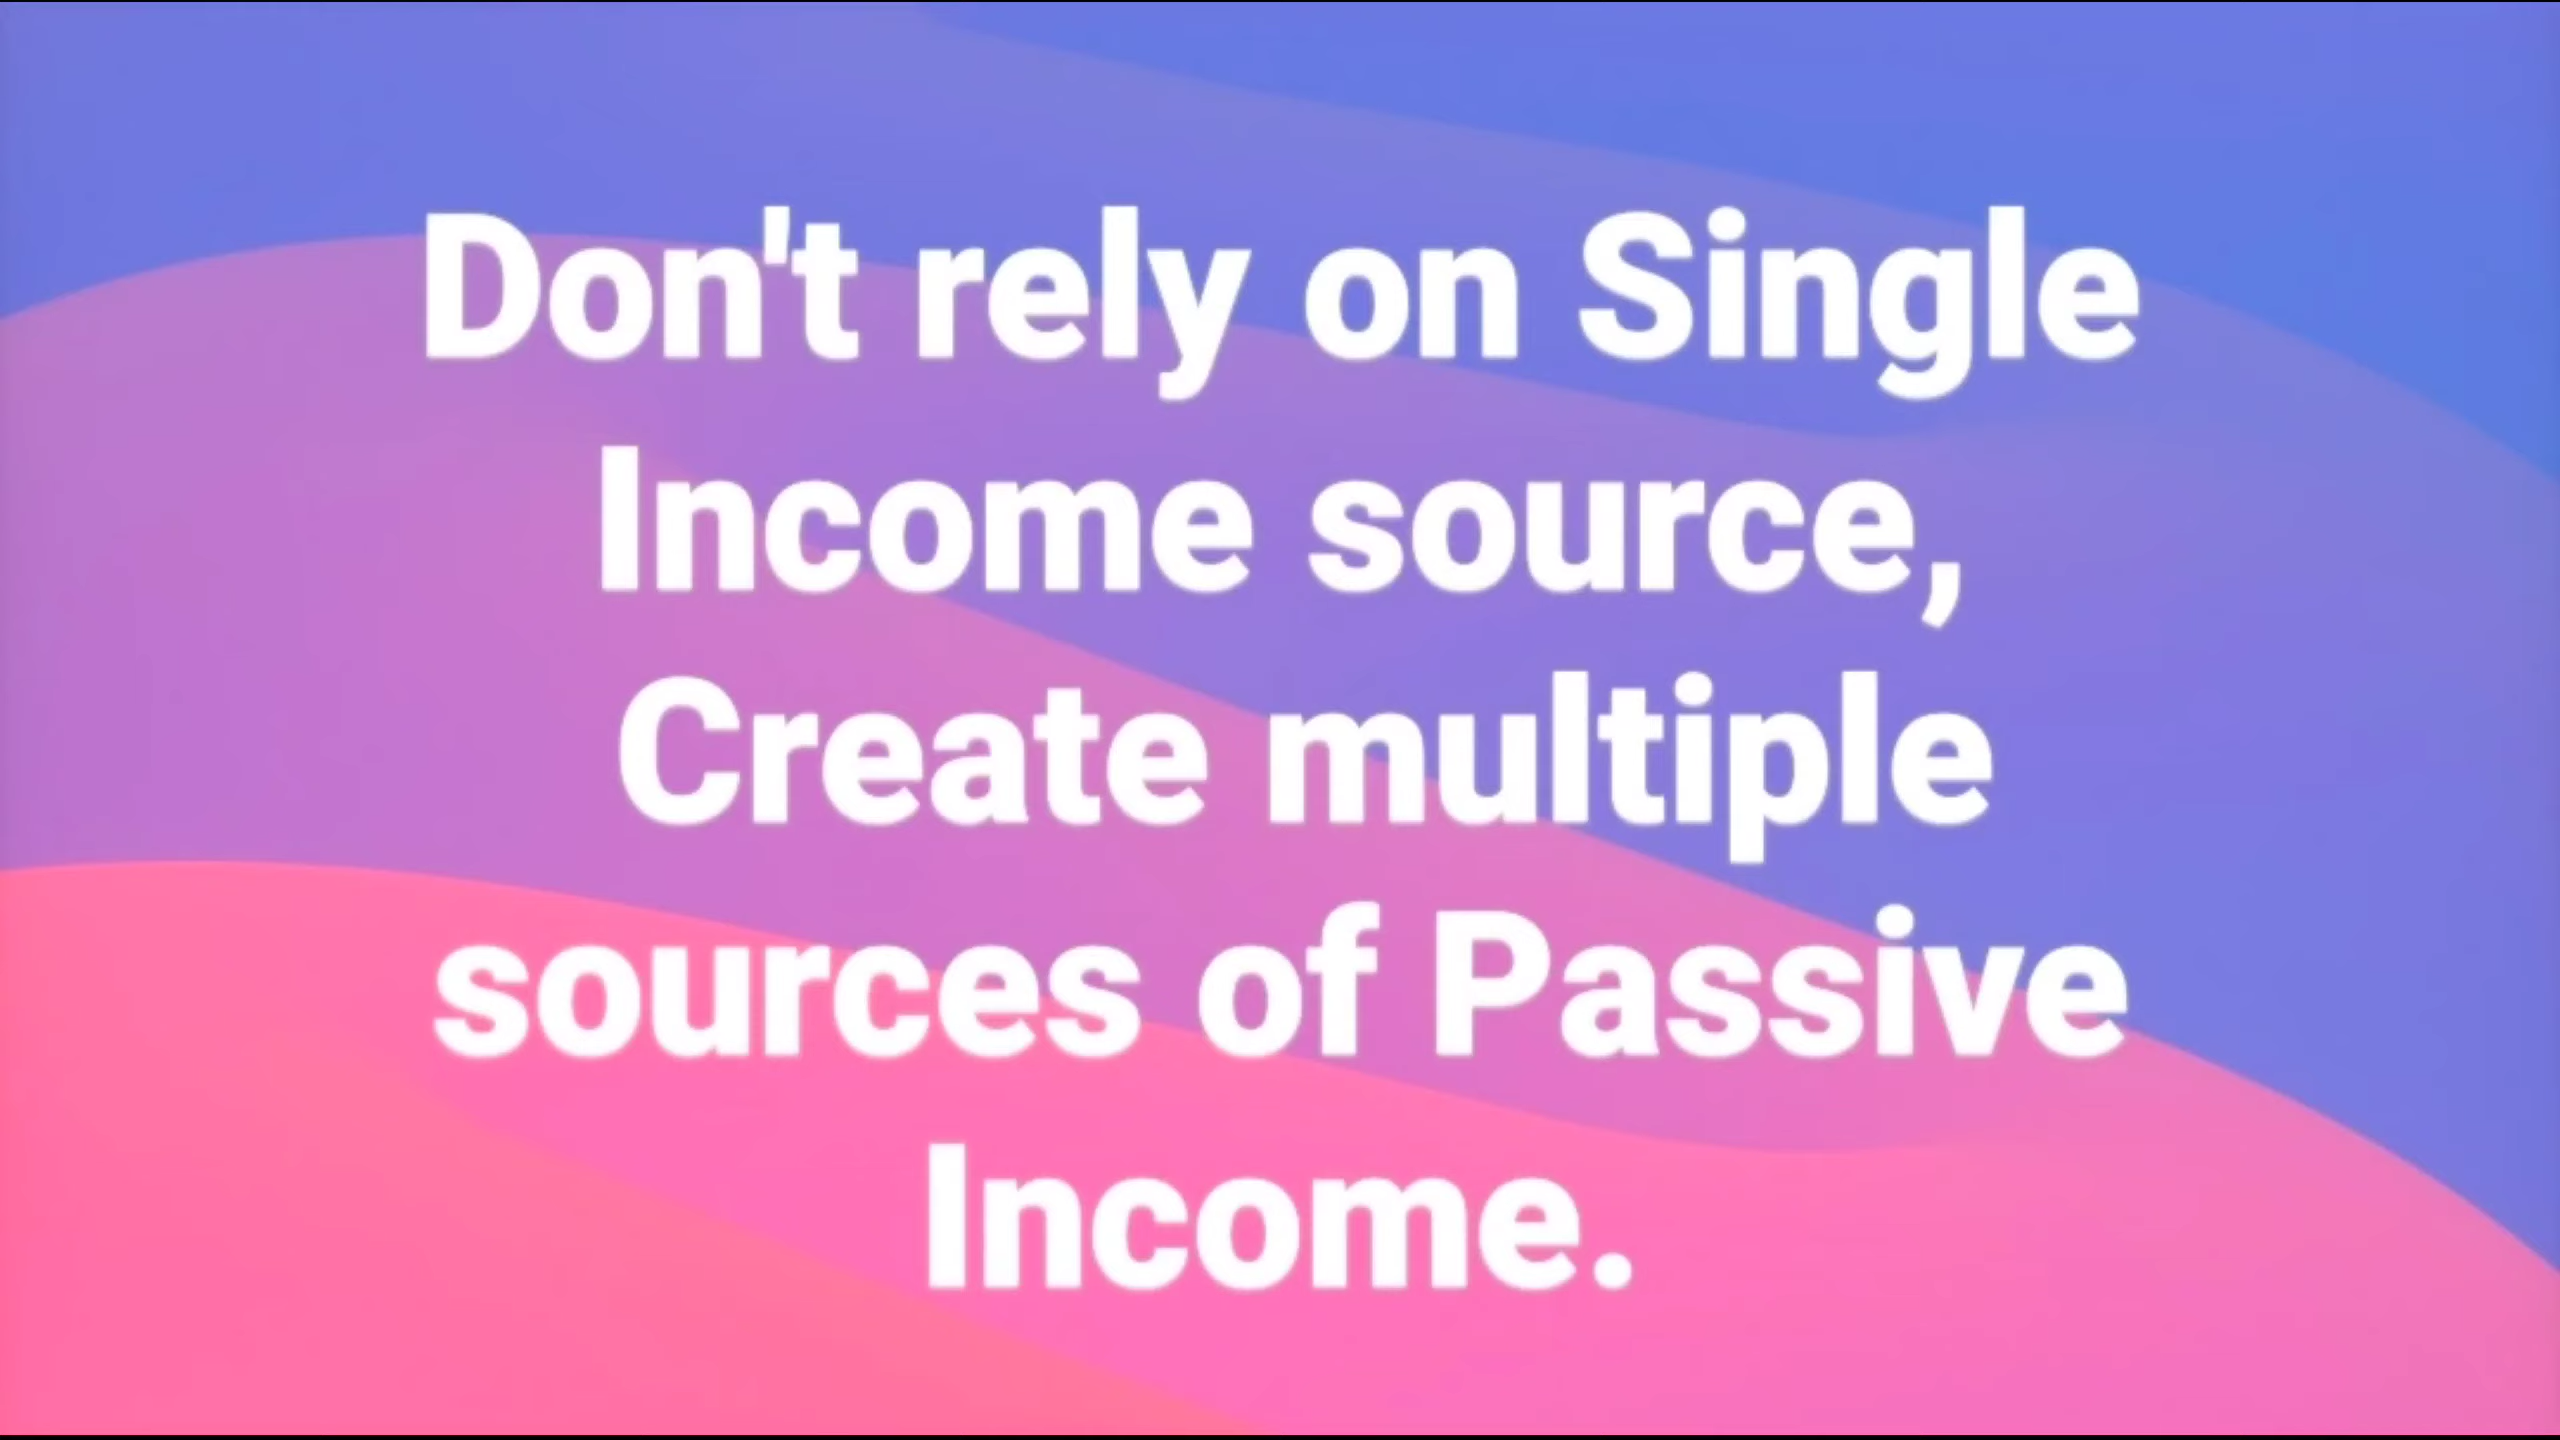 Don't rely on Single
Income source,
Create multiple
sources of Passive
Income.